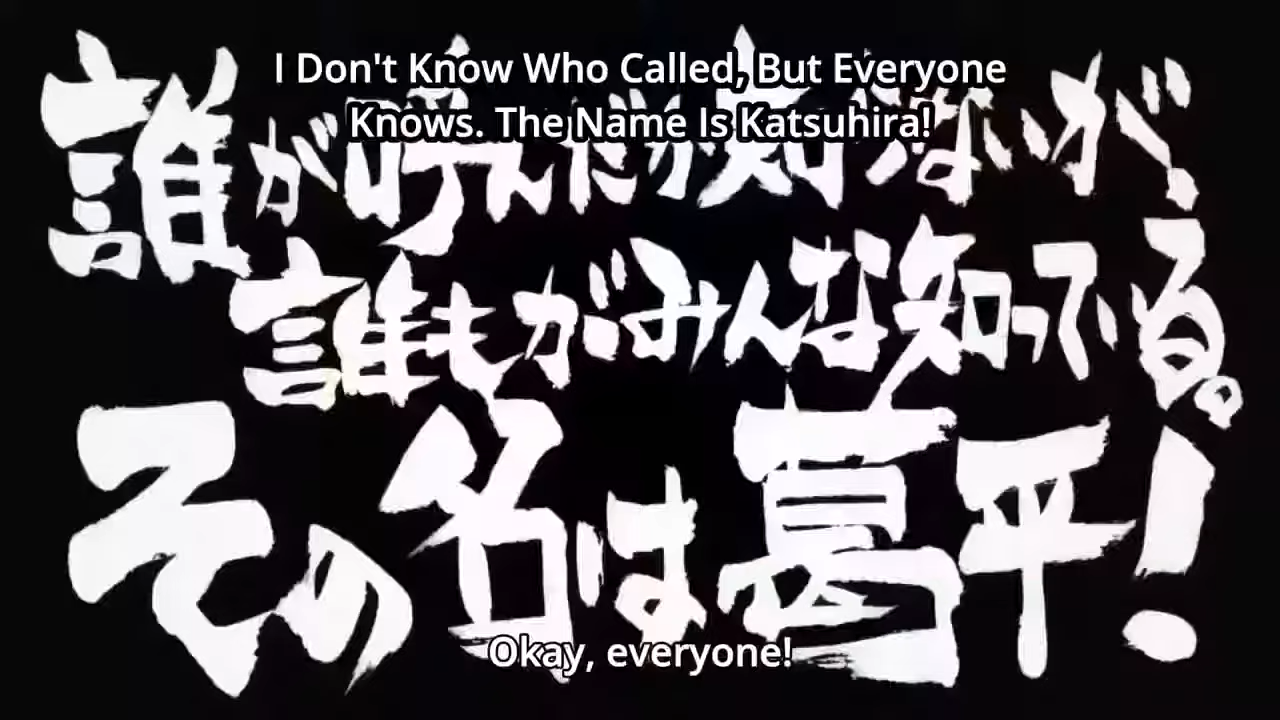 I Don't Know Who Called, But Everyone
Knows. The Name Is Katsuhira!
誰が呼んだか知らないが、
誰もがみんな知っている。
その名は葛平！
Okay, everyone!